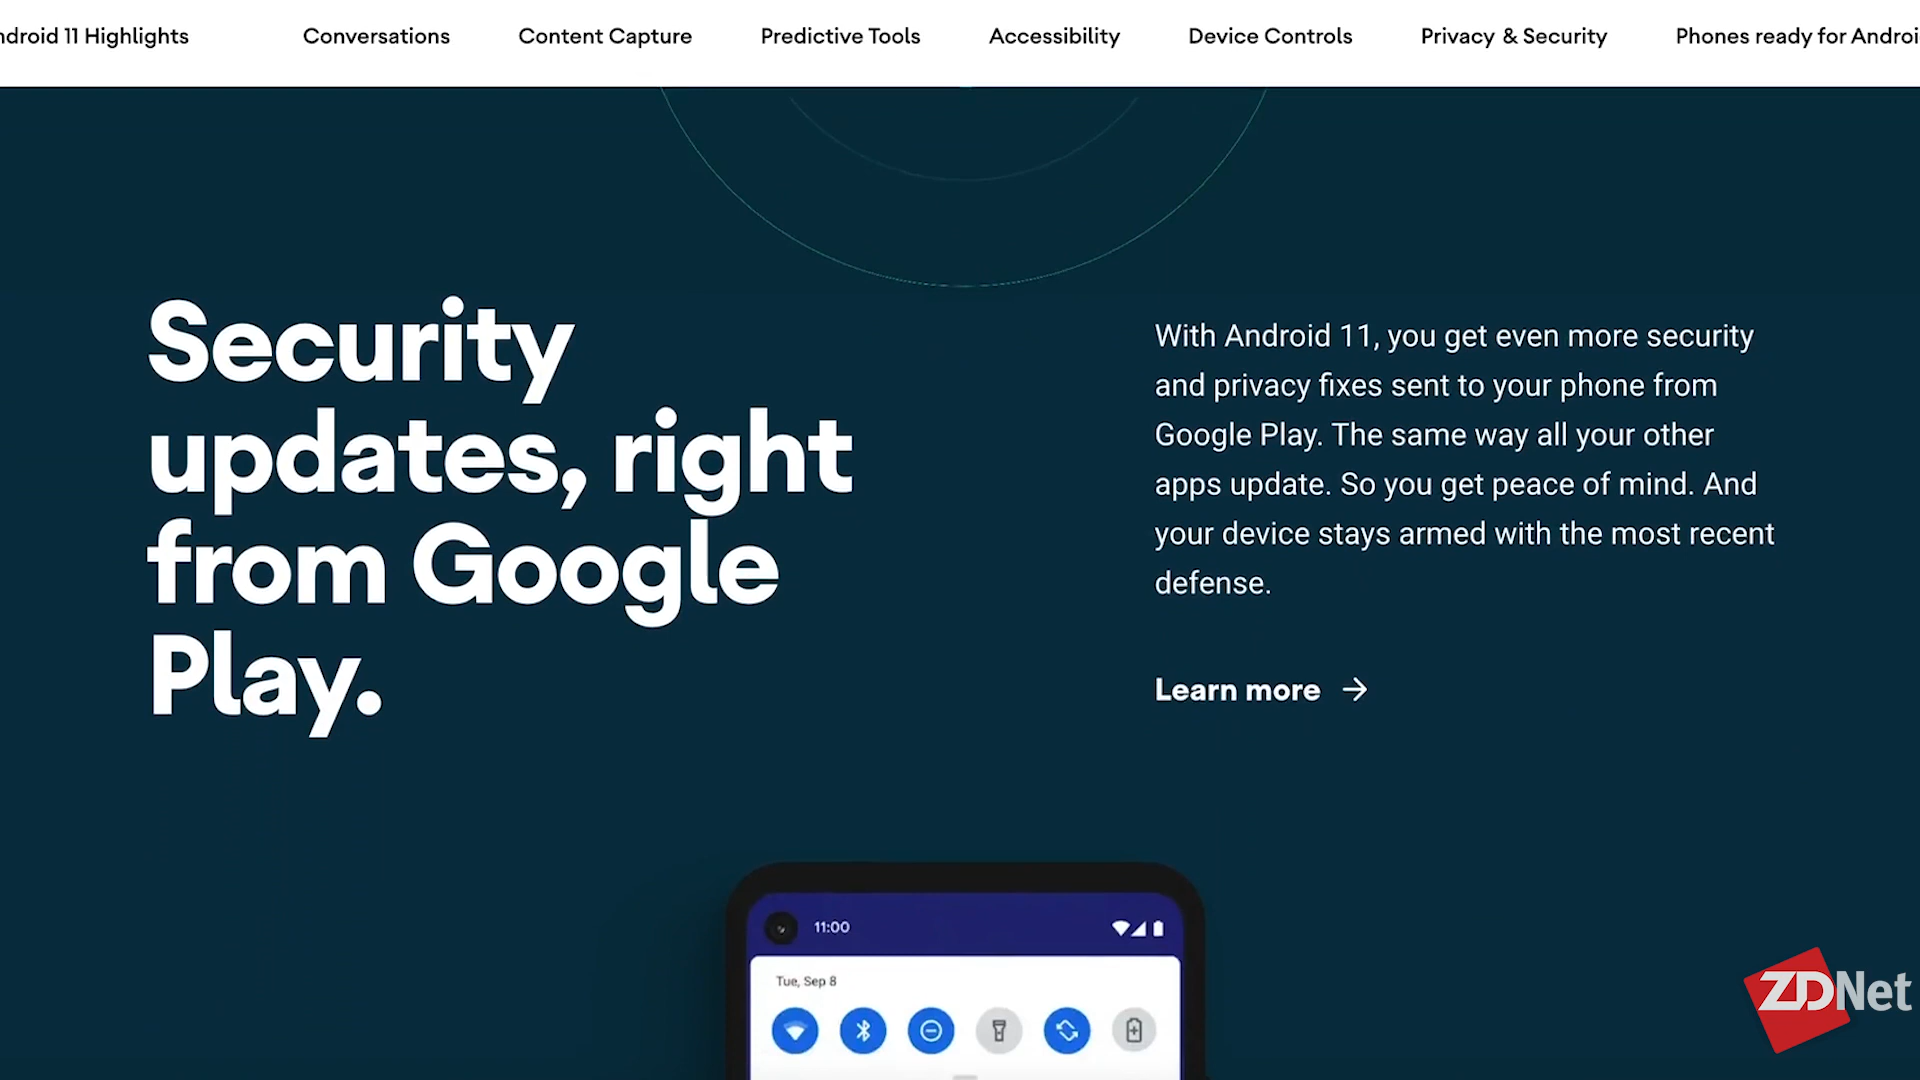 ndroid 11 Highlights
Conversations
Content Capture
Predictive Tools
Accessibility
Device Controls
Privacy & Security
Phones ready for Androi
Security
updates, right
from Google
Play.
With Android 11, you get even more security
and privacy fixes sent to your phone from
Google Play. The same way all your other
apps update. So you get peace of mind. And
your device stays armed with the most recent
defense.
Learn more
11:00
Tue, Sep 8
ZDNet